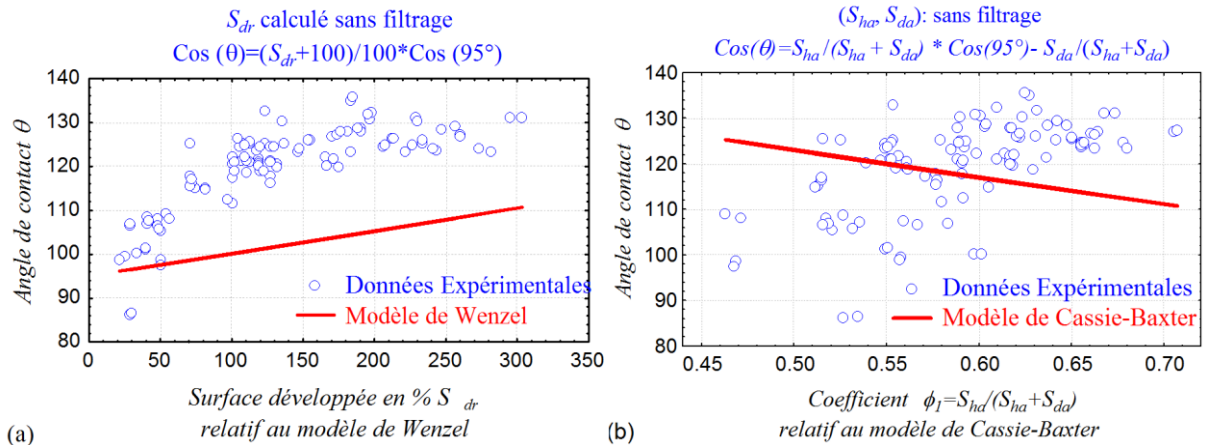 S_dr calculé sans filtrage
Cos (θ)=(S_dr+100)/100*Cos (95°)
140
130
120
110
100
90
80
Angle de contact θ
Données Expérimentales
Modèle de Wenzel
0 50 100 150 200 250 300 350
Surface développée en % S_dr
relatif au modèle de Wenzel
(a)
(S_ha, S_da): sans filtrage
Cos(θ)=S_ha/(S_ha + S_da) * Cos(95°)- S_da/(S_ha+S_da)
140
130
120
110
100
90
80
Angle de contact θ
Données Expérimentales
Modèle de Cassie-Baxter
0.45 0.50 0.55 0.60 0.65 0.70
Coefficient ϕ_1=S_ha/(S_ha+S_da)
relatif au modèle de Cassie-Baxter
(b)